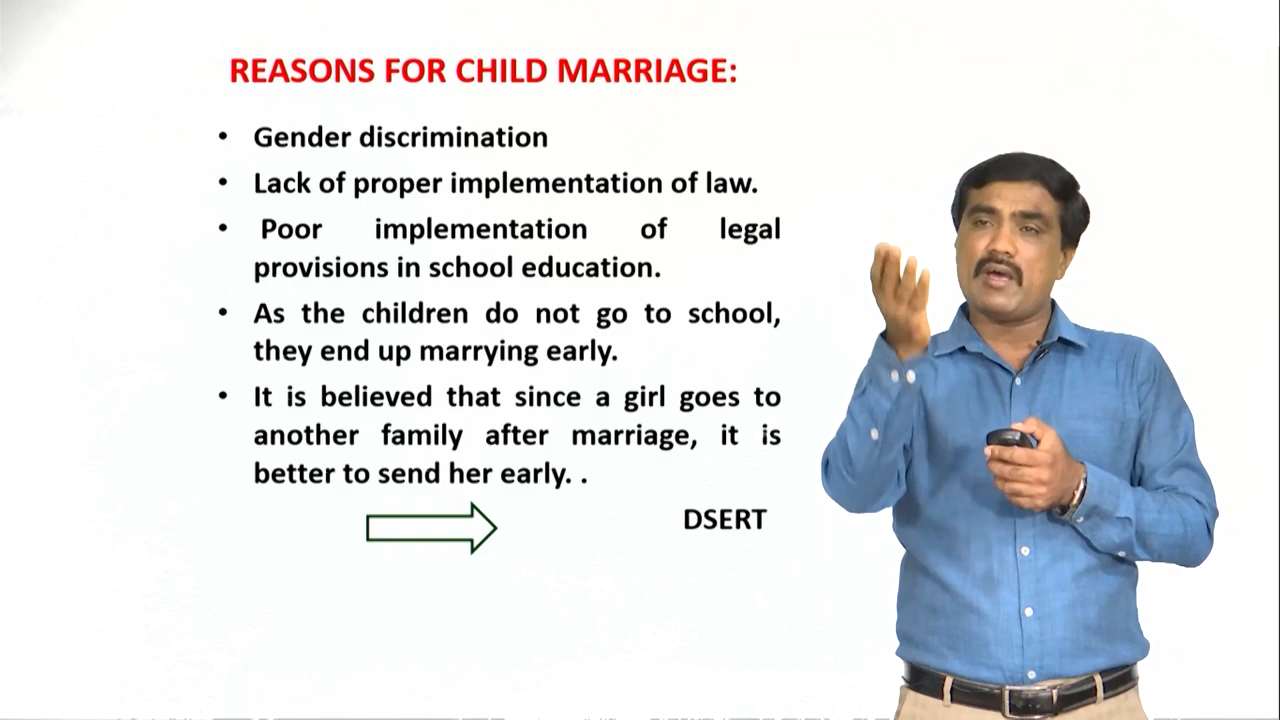 REASONS FOR CHILD MARRIAGE:
• Gender discrimination
• Lack of proper implementation of law.
• Poor implementation of legal
provisions in school education.
• As the children do not go to school,
they end up marrying early.
• It is believed that since a girl goes to
another family after marriage, it is
better to send her early. .
DSERT